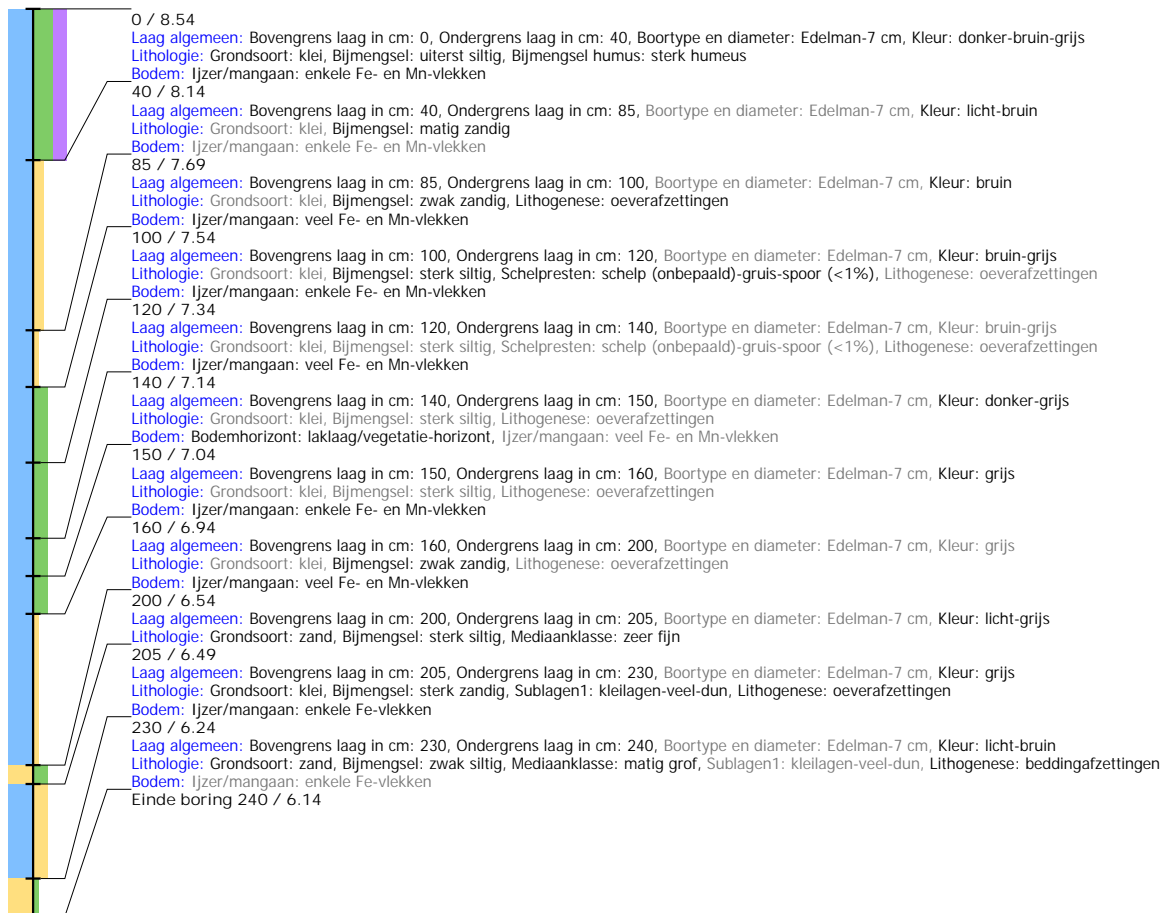 0 / 8.54
Laag algemeen: Bovengrens laag in cm: 0, Ondergrens laag in cm: 40, Boortype en diameter: Edelman-7 cm, Kleur: donker-bruin-grijs
Lithologie: Grondsoort: klei, Bijmengsel: uiterst siltig, Bijmengsel humus: sterk humeus
Bodem: Ijzer/mangaan: enkele Fe- en Mn-vlekken
40 / 8.14
Laag algemeen: Bovengrens laag in cm: 40, Ondergrens laag in cm: 85, Boortype en diameter: Edelman-7 cm, Kleur: licht-bruin
Lithologie: Grondsoort: klei, Bijmengsel: matig zandig
Bodem: Ijzer/mangaan: enkele Fe- en Mn-vlekken
85 / 7.69
Laag algemeen: Bovengrens laag in cm: 85, Ondergrens laag in cm: 100, Boortype en diameter: Edelman-7 cm, Kleur: bruin
Lithologie: Grondsoort: klei, Bijmengsel: zwak zandig, Lithogenese: oeverafzettingen
Bodem: Ijzer/mangaan: veel Fe- en Mn-vlekken
100 / 7.54
Laag algemeen: Bovengrens laag in cm: 100, Ondergrens laag in cm: 120, Boortype en diameter: Edelman-7 cm, Kleur: bruin-grijs
Lithologie: Grondsoort: klei, Bijmengsel: sterk siltig, Schelpresten: schelp (onbepaald)-gruis-spoor (<1%), Lithogenese: oeverafzettingen
Bodem: Ijzer/mangaan: enkele Fe- en Mn-vlekken
120 / 7.34
Laag algemeen: Bovengrens laag in cm: 120, Ondergrens laag in cm: 140, Boortype en diameter: Edelman-7 cm, Kleur: bruin-grijs
Lithologie: Grondsoort: klei, Bijmengsel: sterk siltig, Schelpresten: schelp (onbepaald)-gruis-spoor (<1%), Lithogenese: oeverafzettingen
Bodem: Ijzer/mangaan: veel Fe- en Mn-vlekken
140 / 7.14
Laag algemeen: Bovengrens laag in cm: 140, Ondergrens laag in cm: 150, Boortype en diameter: Edelman-7 cm, Kleur: donker-grijs
Lithologie: Grondsoort: klei, Bijmengsel: sterk siltig, Lithogenese: oeverafzettingen
Bodem: Bodemhorizont: laklaag/vegetatie-horizont, Ijzer/mangaan: veel Fe- en Mn-vlekken
150 / 7.04
Laag algemeen: Bovengrens laag in cm: 150, Ondergrens laag in cm: 160, Boortype en diameter: Edelman-7 cm, Kleur: grijs
Lithologie: Grondsoort: klei, Bijmengsel: sterk siltig, Lithogenese: oeverafzettingen
Bodem: Ijzer/mangaan: enkele Fe- en Mn-vlekken
160 / 6.94
Laag algemeen: Bovengrens laag in cm: 160, Ondergrens laag in cm: 200, Boortype en diameter: Edelman-7 cm, Kleur: grijs
Lithologie: Grondsoort: klei, Bijmengsel: zwak zandig, Lithogenese: oeverafzettingen
Bodem: Ijzer/mangaan: veel Fe- en Mn-vlekken
200 / 6.54
Laag algemeen: Bovengrens laag in cm: 200, Ondergrens laag in cm: 205, Boortype en diameter: Edelman-7 cm, Kleur: licht-grijs
Lithologie: Grondsoort: zand, Bijmengsel: sterk siltig, Mediaanklasse: zeer fijn
205 / 6.49
Laag algemeen: Bovengrens laag in cm: 205, Ondergrens laag in cm: 230, Boortype en diameter: Edelman-7 cm, Kleur: grijs
Lithologie: Grondsoort: klei, Bijmengsel: sterk zandig, Sublagen1: kleilagen-veel-dun, Lithogenese: oeverafzettingen
Bodem: Ijzer/mangaan: enkele Fe-vlekken
230 / 6.24
Laag algemeen: Bovengrens laag in cm: 230, Ondergrens laag in cm: 240, Boortype en diameter: Edelman-7 cm, Kleur: licht-bruin
Lithologie: Grondsoort: zand, Bijmengsel: zwak siltig, Mediaanklasse: matig grof, Sublagen1: kleilagen-veel-dun, Lithogenese: beddingafzettingen
Bodem: Ijzer/mangaan: enkele Fe-vlekken
Einde boring 240 / 6.14